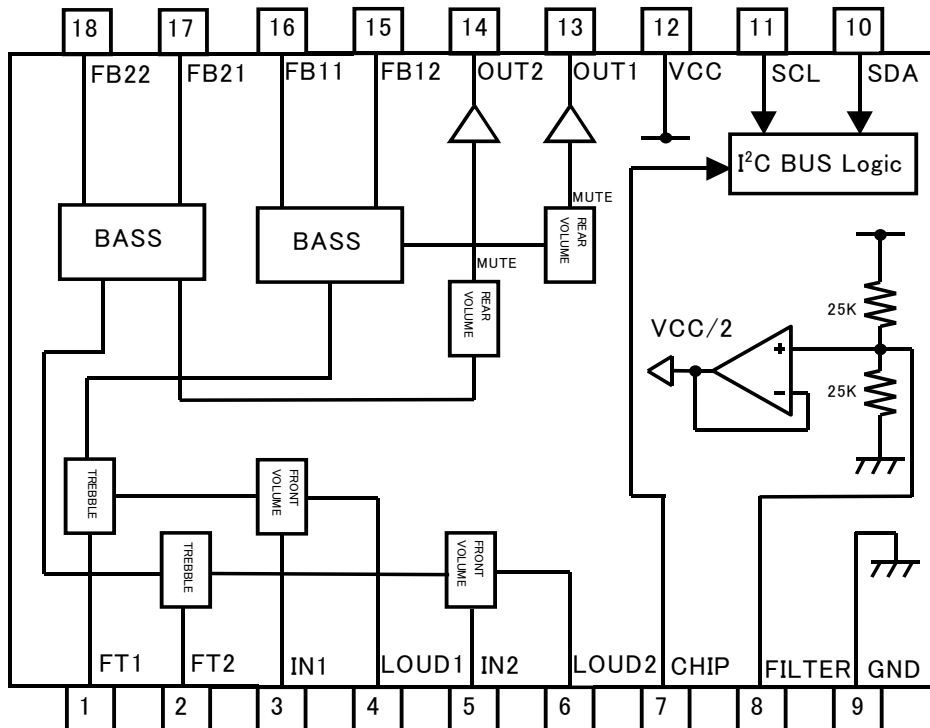 18 17 16 15 14 13 12 11 10
FB22 FB21 FB11 FB12 OUT2 OUT1 VCC SCL SDA
I²C BUS Logic
MUTE
BASS BASS REAR VOLUME
MUTE
REAR VOLUME
25K
VCC/2
25K
TREBBLE FRONT VOLUME
TREBBLE FRONT VOLUME
FT1 FT2 IN1 LOUD1 IN2 LOUD2 CHIP FILTER GND
1 2 3 4 5 6 7 8 9